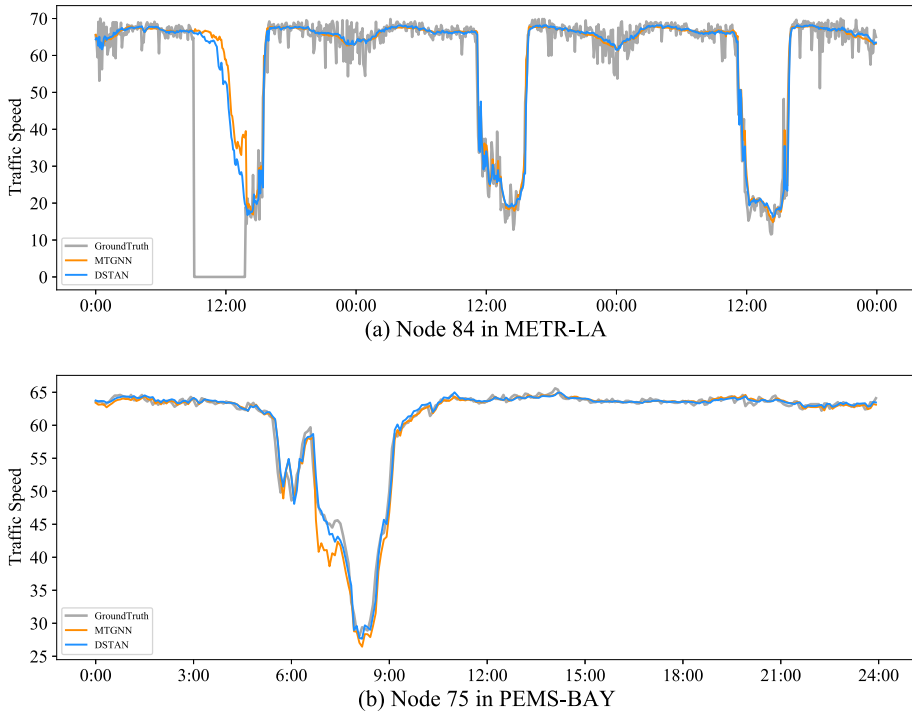 70
60
50
40
30
20
10
0
Traffic Speed
GroundTruth
MTGNN
DSTAN
0:00 12:00 00:00 12:00 00:00 12:00 00:00
(a) Node 84 in METR-LA
65
60
55
50
45
40
35
30
25
Traffic Speed
GroundTruth
MTGNN
DSTAN
0:00 3:00 6:00 9:00 12:00 15:00 18:00 21:00 24:00
(b) Node 75 in PEMS-BAY